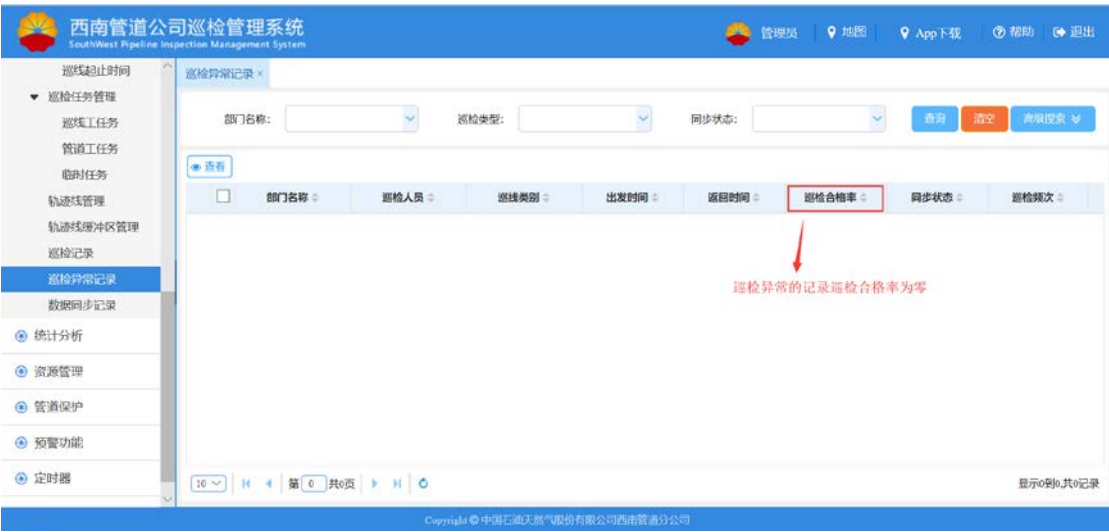 西南管道公司巡检管理系统
SouthWest Pipeline Inspection Management System
管理员 地图 App下载 帮助 退出
巡线起止时间
巡检任务管理
巡线工任务
管道工任务
临时任务
轨迹线管理
轨迹线缓冲区管理
巡检记录
巡检异常记录
数据同步记录
统计分析
资源管理
管道保护
预警功能
定时器
巡检异常记录 ×
部门名称: 巡检类型: 同步状态: 查询 清空 高级搜索
查看
部门名称 巡检人员 巡线类别 出发时间 返回时间 巡检合格率 同步状态 巡检频次
巡检异常的记录巡检合格率为零
10 第 0 共0页 显示0到0,共0记录
Copyright © 中国石油天然气股份有限公司西南管道分公司